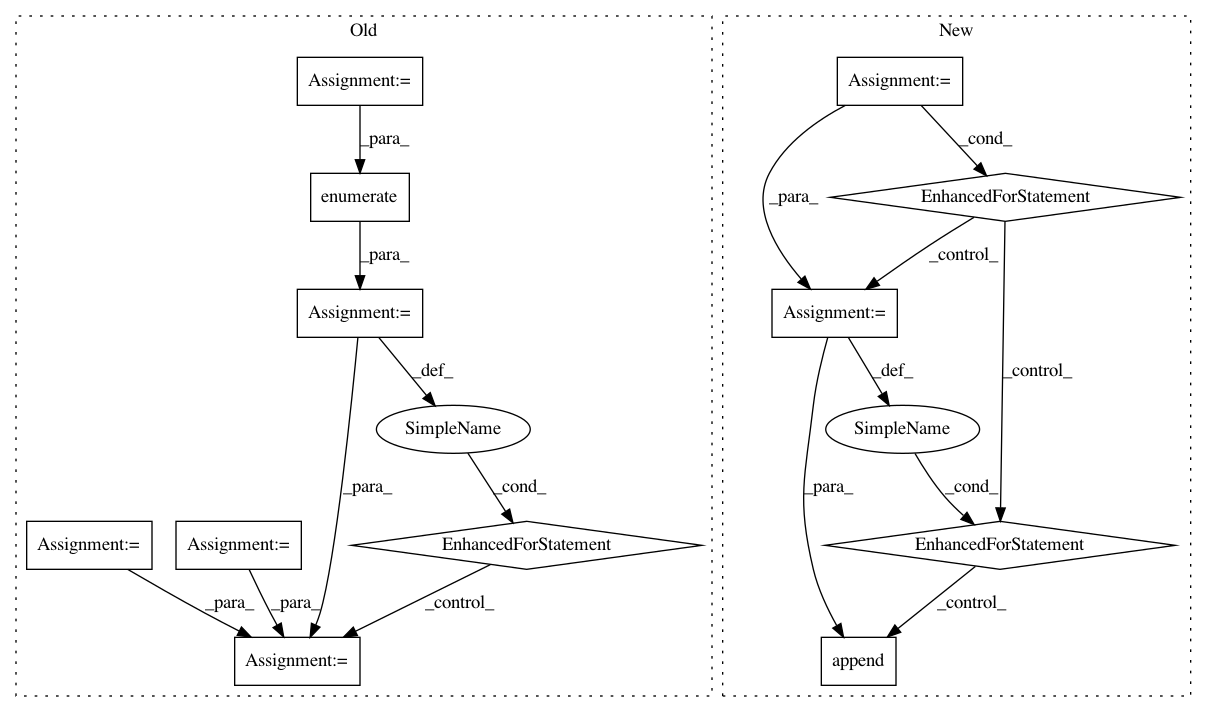 Old
New
Assignment:=
Assignment:=
_para_
_cond_
enumerate
EnhancedForStatement
_para_
_para_
_control_
Assignment:=
Assignment:=
_def_
_def_
_control_
SimpleName
SimpleName
_para_
_cond_
_para_
_cond_
Assignment:=
Assignment:=
EnhancedForStatement
EnhancedForStatement
_para_
_para_
_control_
_control_
Assignment:=
append